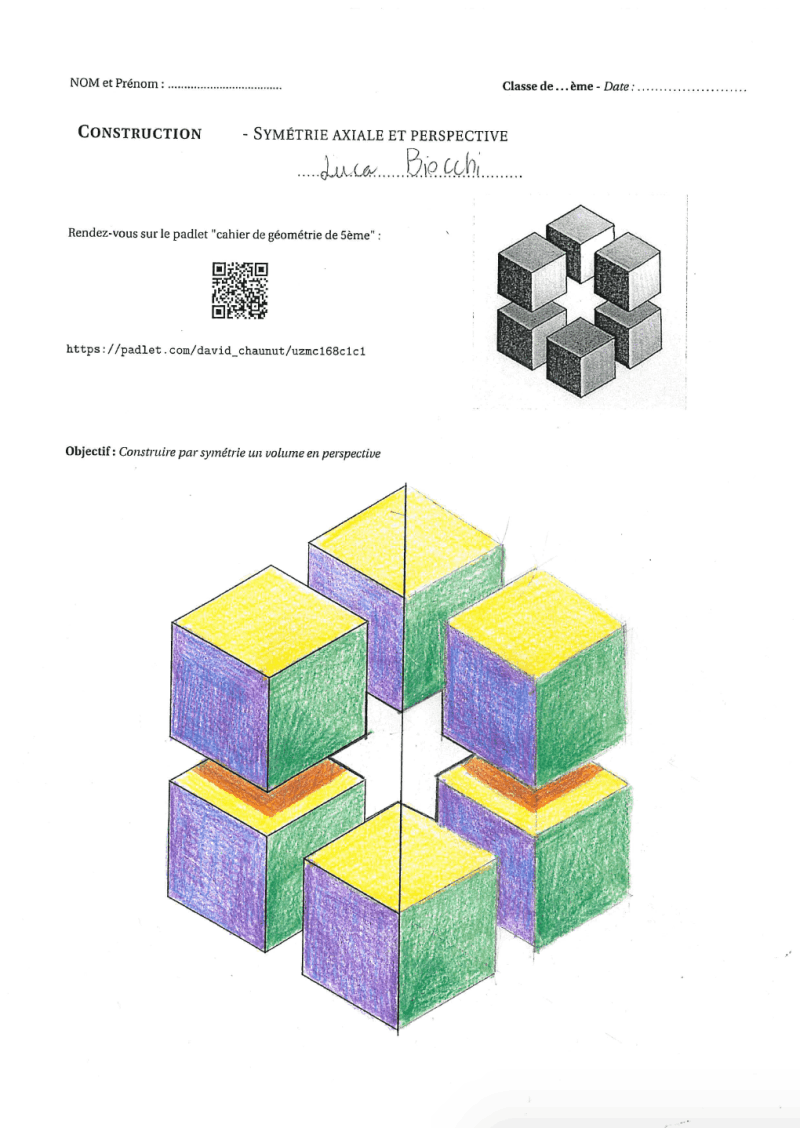 NOM et Prénom : ....................................
Classe de ... ème - Date : ........................
CONSTRUCTION - SYMÉTRIE AXIALE ET PERSPECTIVE
Luca Biocchi
Rendez-vous sur le padlet "cahier de géométrie de 5ème" :
https://padlet.com/david_chaunut/uzmc168c1c1
Objectif : Construire par symétrie un volume en perspective